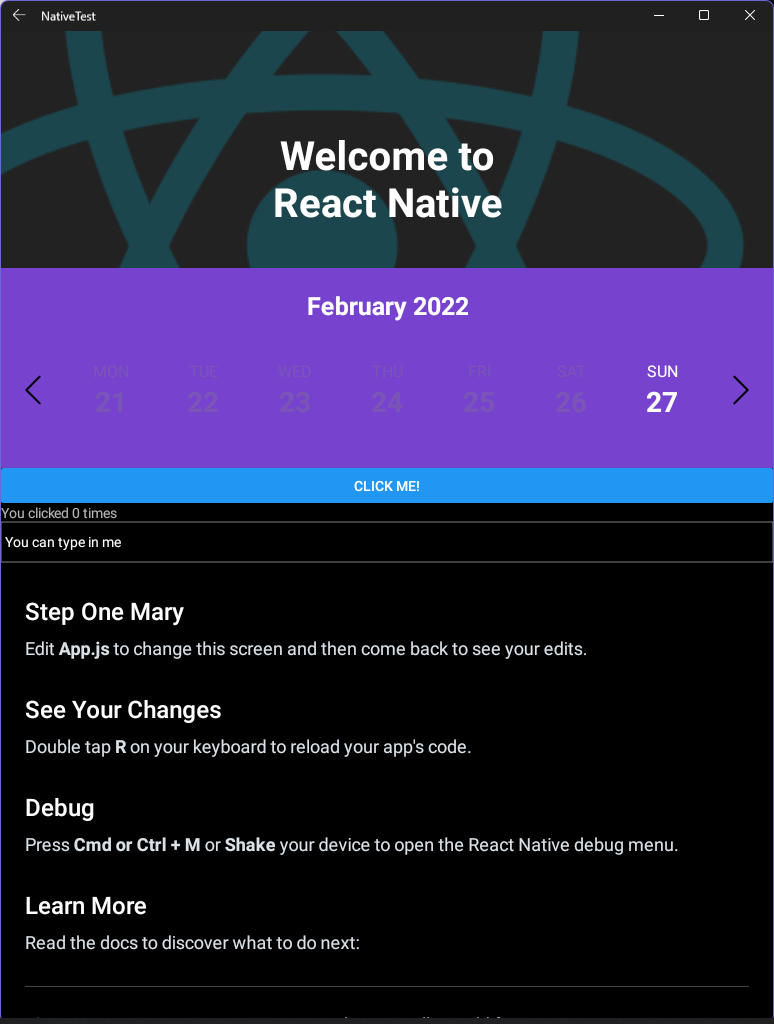 NativeTest
Welcome to
React Native
February 2022
MON TUE WED THU FRI SAT SUN
21 22 23 24 25 26 27
CLICK ME!
You clicked 0 times
You can type in me
Step One Mary
Edit App.js to change this screen and then come back to see your edits.
See Your Changes
Double tap R on your keyboard to reload your app's code.
Debug
Press Cmd or Ctrl + M or Shake your device to open the React Native debug menu.
Learn More
Read the docs to discover what to do next: